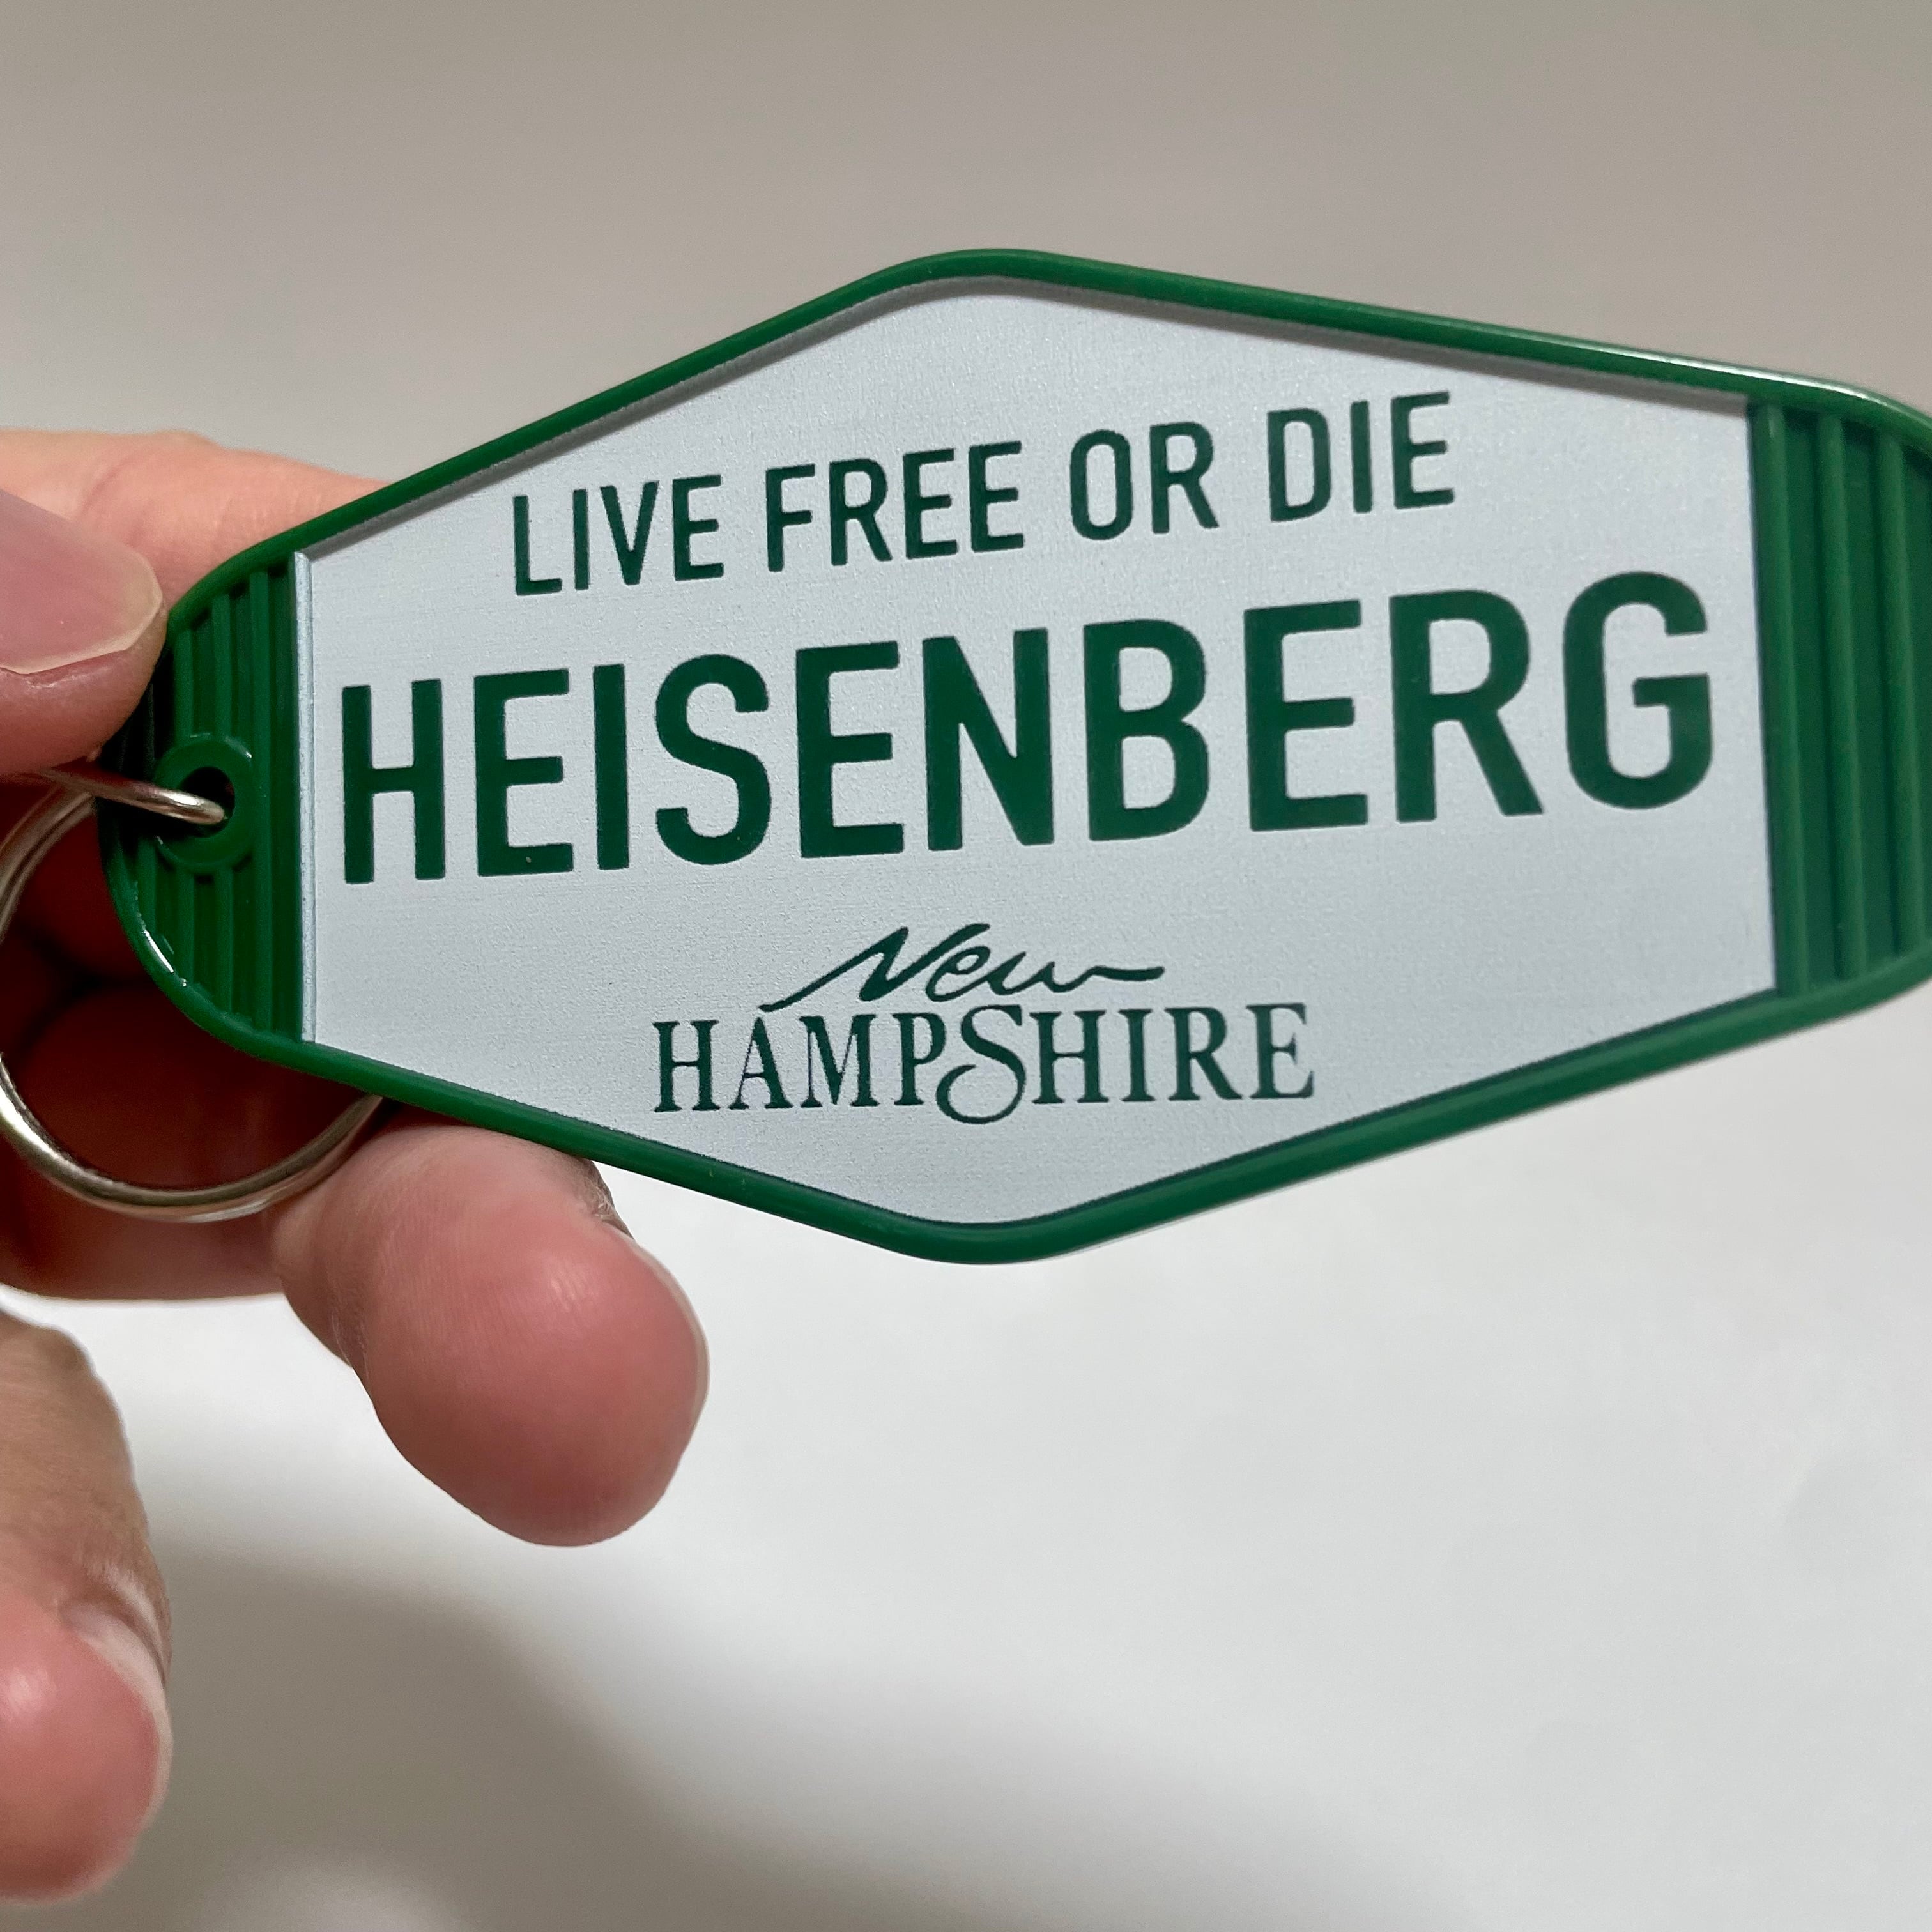 LIVE FREE OR DIE
HEISENBERG
New
HAMPSHIRE